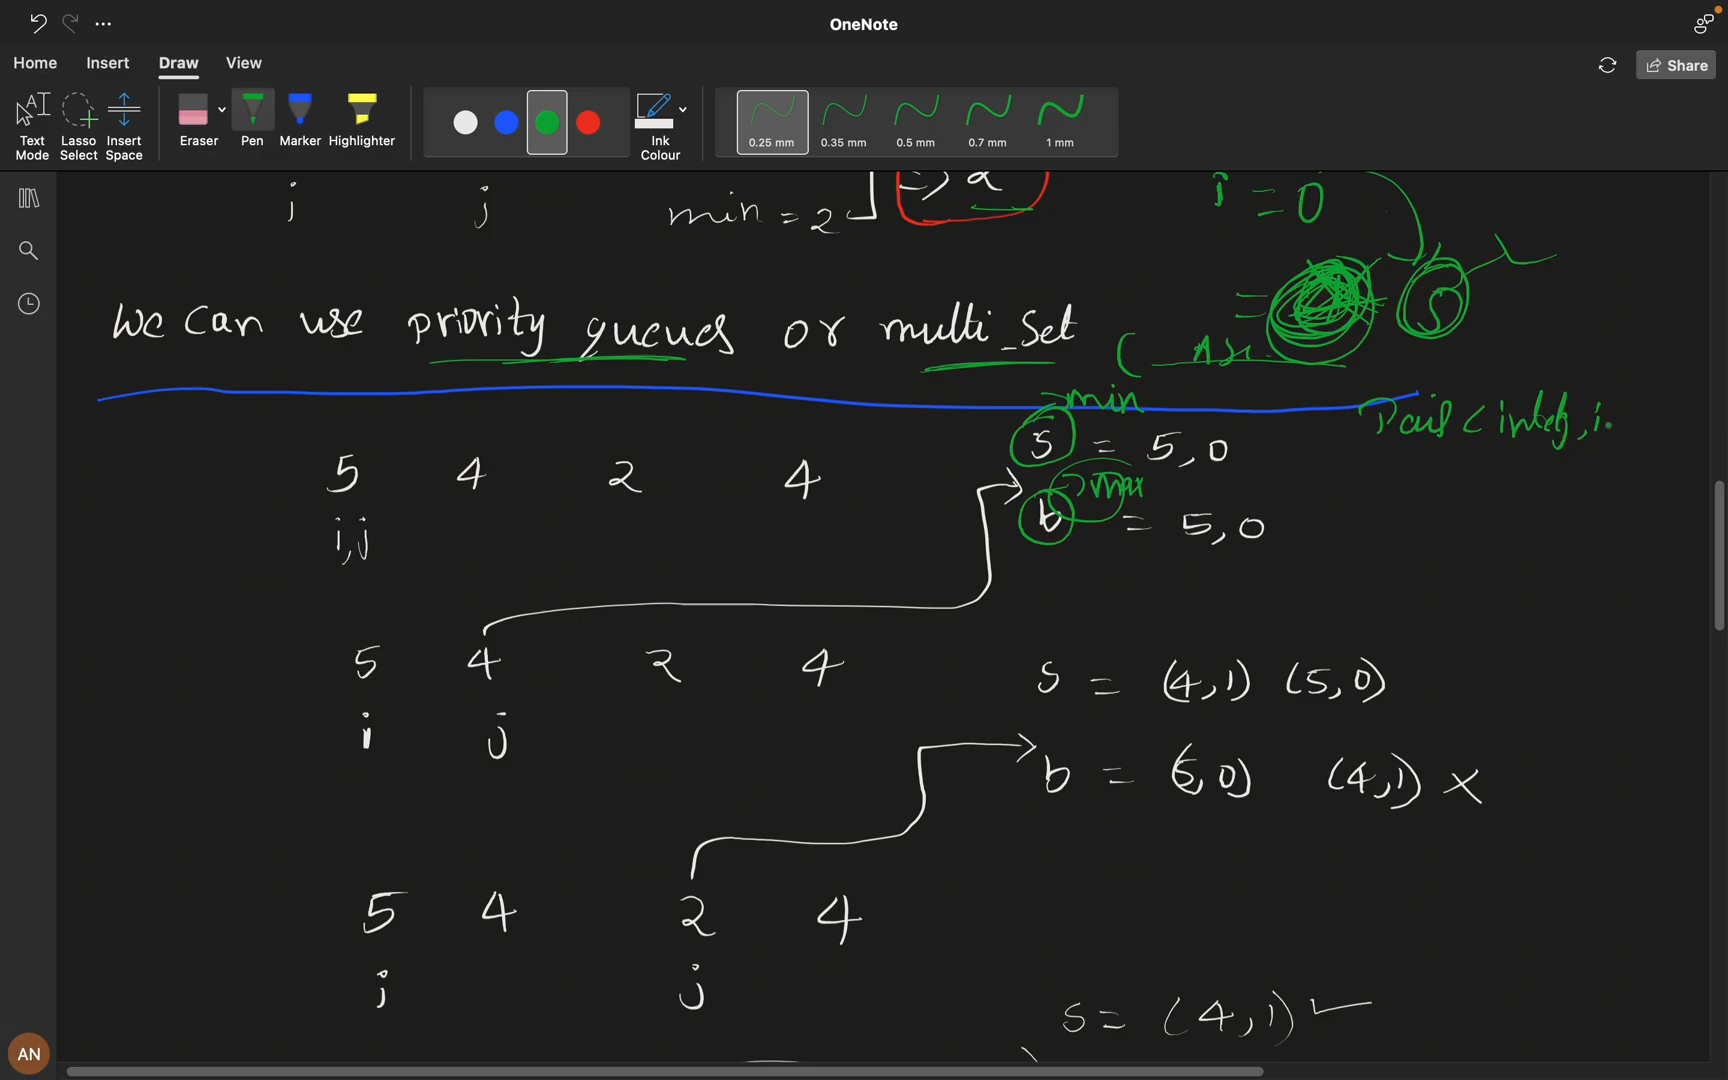 OneNote
Home Insert Draw View
Share
Text Mode
Lasso Select
Insert Space
Eraser
Pen
Marker
Highlighter
Ink Colour
0.25 mm
0.35 mm
0.5 mm
0.7 mm
1 mm
i j min = 2 => 2
i = 0
= S
We can use priority queues or multi_set
min
5 4 2 4 s = 5,0
max
i,j b = 5,0
5 4 2 4 s = (4,1) (5,0)
i j
b = (5,0) (4,1) x
5 4 2 4
i j
s = (4,1)
AN